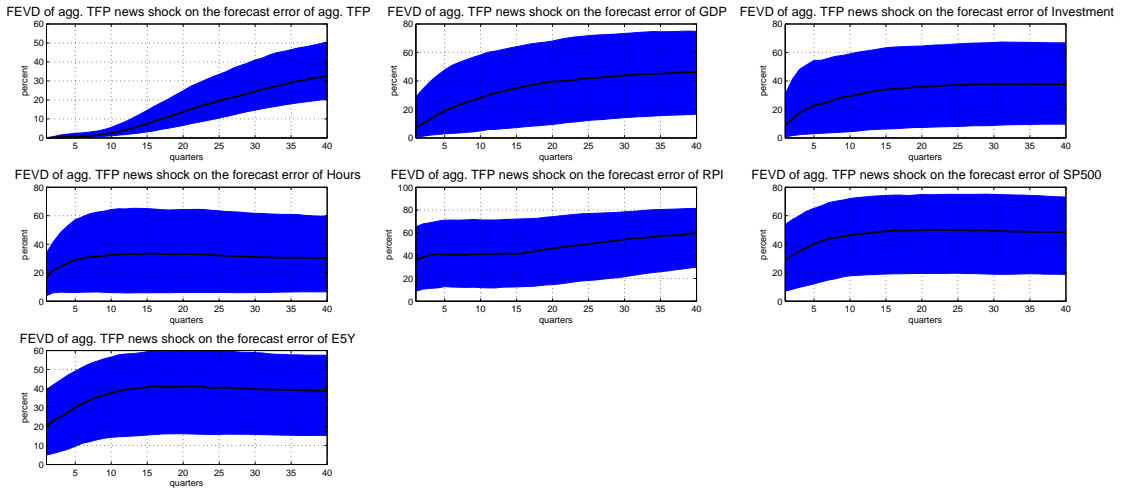 FEVD of agg. TFP news shock on the forecast error of agg. TFP
60
50
40
30
20
10
0
percent
5 10 15 20 25 30 35 40
quarters
FEVD of agg. TFP news shock on the forecast error of GDP
80
60
40
20
0
percent
5 10 15 20 25 30 35 40
quarters
FEVD of agg. TFP news shock on the forecast error of Investment
80
60
40
20
0
percent
5 10 15 20 25 30 35 40
quarters
FEVD of agg. TFP news shock on the forecast error of Hours
80
60
40
20
0
percent
5 10 15 20 25 30 35 40
quarters
FEVD of agg. TFP news shock on the forecast error of RPI
100
80
60
40
20
0
percent
5 10 15 20 25 30 35 40
quarters
FEVD of agg. TFP news shock on the forecast error of SP500
80
60
40
20
0
percent
5 10 15 20 25 30 35 40
quarters
FEVD of agg. TFP news shock on the forecast error of E5Y
60
50
40
30
20
10
0
percent
5 10 15 20 25 30 35 40
quarters